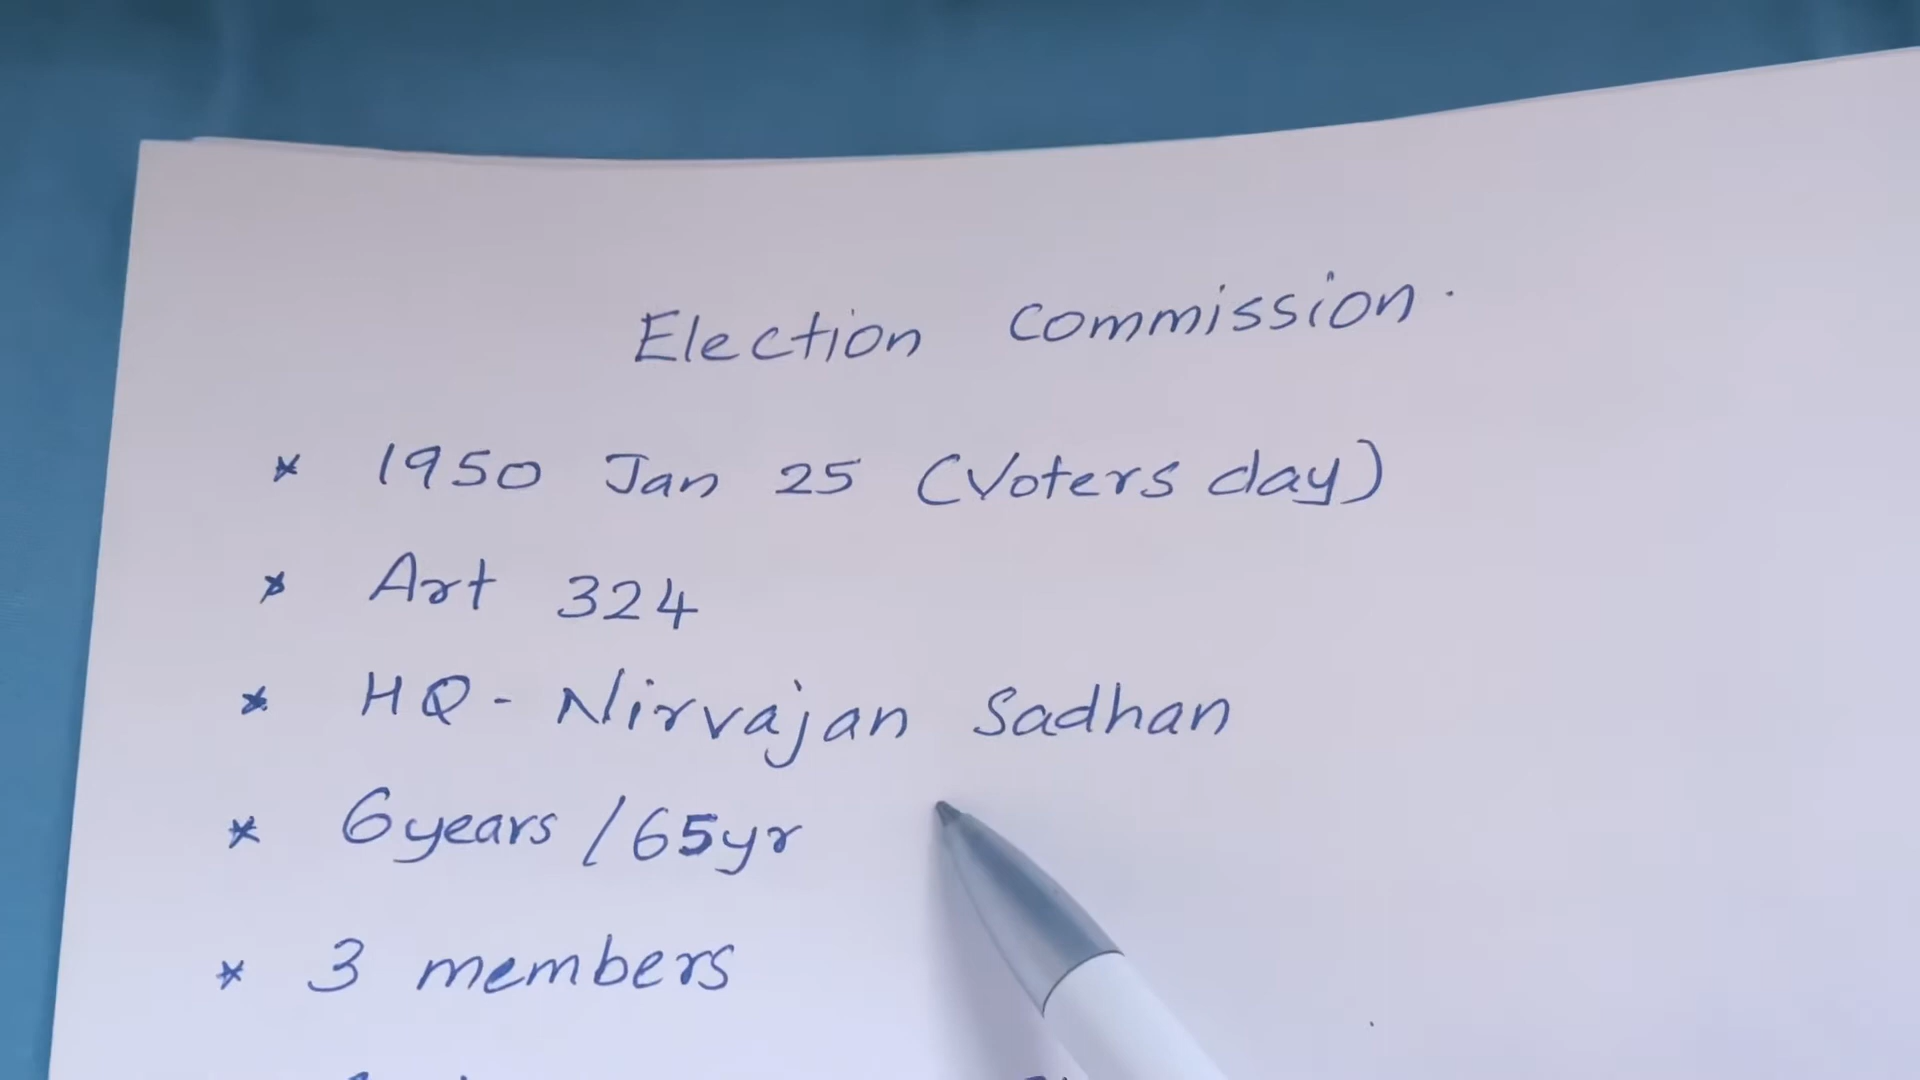 Election Commission.
* 1950 Jan 25 (Voters day)
* Art 324
* HQ - Nirvajan Sadhan
* 6 years / 65yr
* 3 members